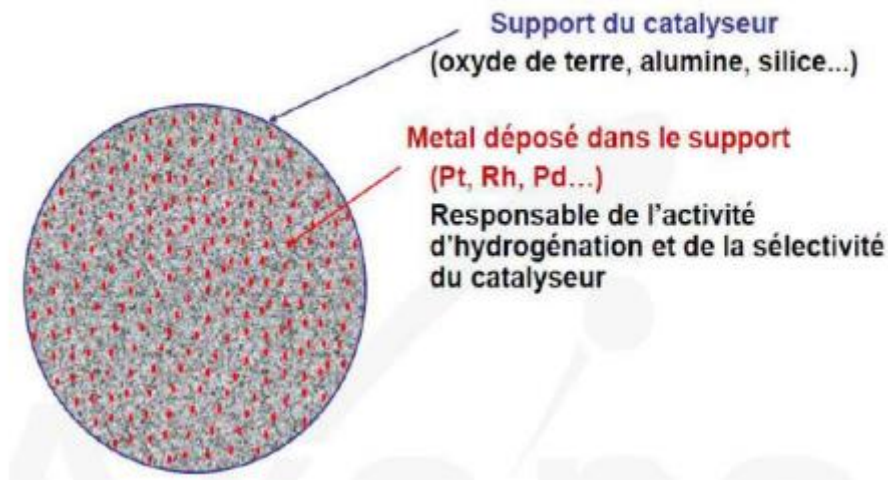 Support du catalyseur
(oxyde de terre, alumine, silice...)
Metal déposé dans le support
(Pt, Rh, Pd...)
Responsable de l'activité
d'hydrogénation et de la sélectivité
du catalyseur